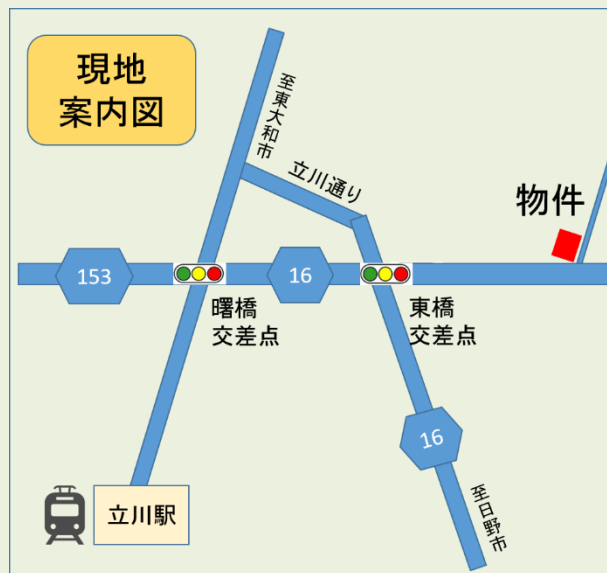 現地
案内図
至東大和市
立川通り
物件
153
16
曙橋
交差点
東橋
交差点
16
立川駅
至日野市